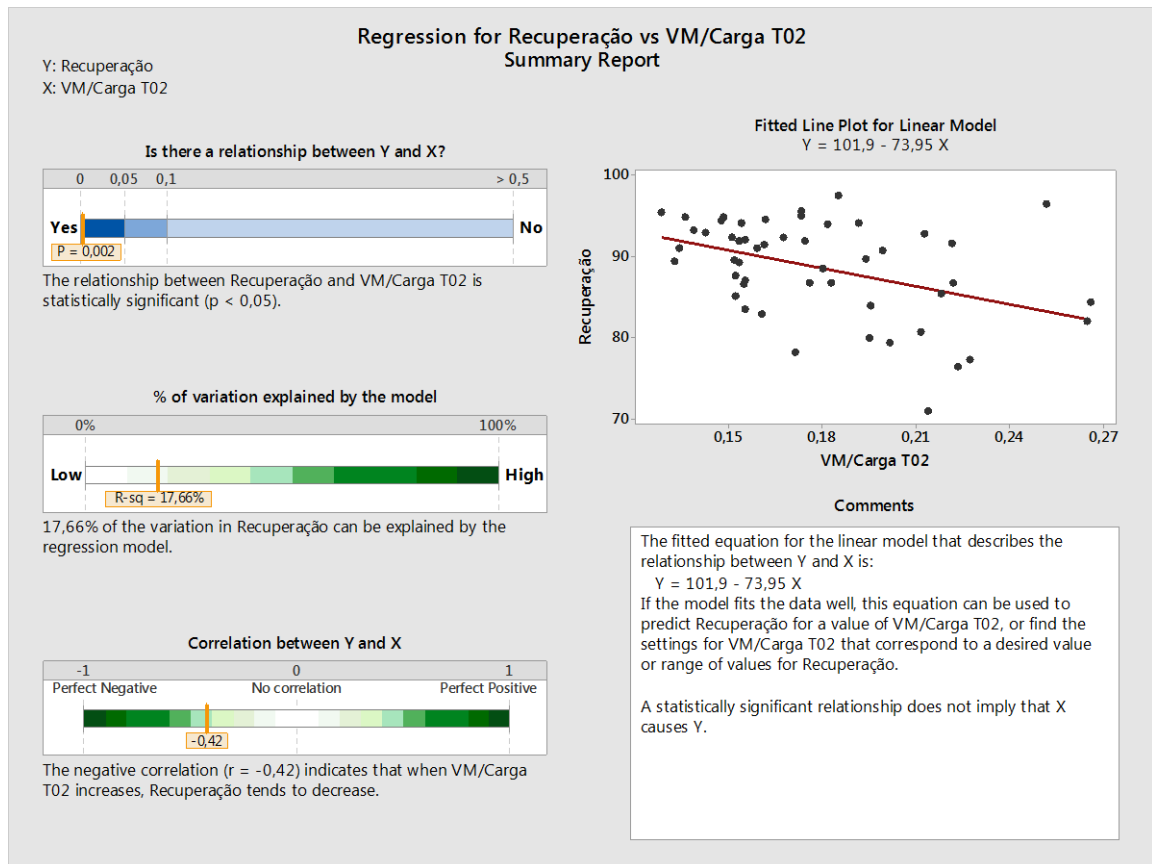 Regression for Recuperação vs VM/Carga T02
Summary Report
Y: Recuperação
X: VM/Carga T02
Is there a relationship between Y and X?
0 0,05 0,1 > 0,5
Yes No
P = 0,002
The relationship between Recuperação and VM/Carga T02 is
statistically significant (p < 0,05).
% of variation explained by the model
0% 100%
Low High
R-sq = 17,66%
17,66% of the variation in Recuperação can be explained by the
regression model.
Correlation between Y and X
-1 0 1
Perfect Negative No correlation Perfect Positive
-0,42
The negative correlation (r = -0,42) indicates that when VM/Carga
T02 increases, Recuperação tends to decrease.
Fitted Line Plot for Linear Model
Y = 101,9 - 73,95 X
100
90
80
70
Recuperação
0,15 0,18 0,21 0,24 0,27
VM/Carga T02
Comments
The fitted equation for the linear model that describes the
relationship between Y and X is:
Y = 101,9 - 73,95 X
If the model fits the data well, this equation can be used to
predict Recuperação for a value of VM/Carga T02, or find the
settings for VM/Carga T02 that correspond to a desired value
or range of values for Recuperação.
A statistically significant relationship does not imply that X
causes Y.